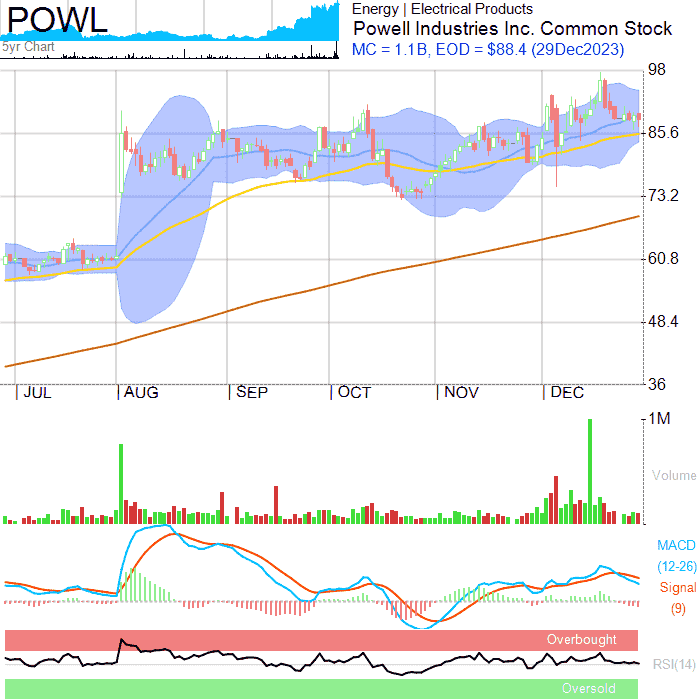 POWL
5yr Chart
Energy | Electrical Products
Powell Industries Inc. Common Stock
MC = 1.1B, EOD = $88.4 (29Dec2023)
98
85.6
73.2
60.8
48.4
36
JUL AUG SEP OCT NOV DEC
1M
Volume
MACD
(12-26)
Signal
(9)
Overbought
RSI(14)
Oversold